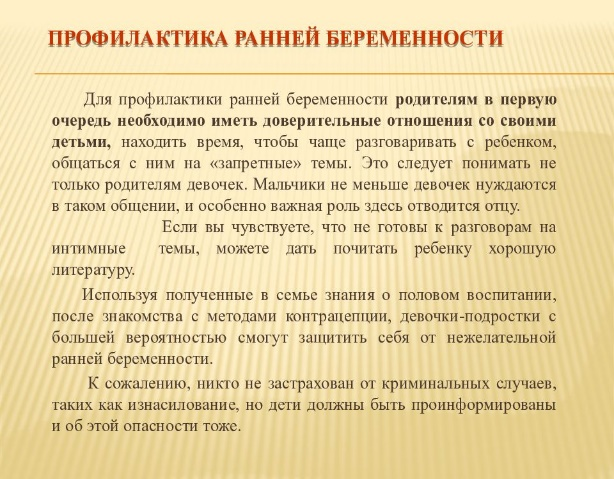 ПРОФИЛАКТИКА РАННЕЙ БЕРЕМЕННОСТИ
Для профилактики ранней беременности родителям в первую
очередь необходимо иметь доверительные отношения со своими
детьми, находить время, чтобы чаще разговаривать с ребенком,
общаться с ним на «запретные» темы. Это следует понимать не
только родителям девочек. Мальчики не меньше девочек нуждаются
в таком общении, и особенно важная роль здесь отводится отцу.
Если вы чувствуете, что не готовы к разговорам на
интимные темы, можете дать почитать ребенку хорошую
литературу.
Используя полученные в семье знания о половом воспитании,
после знакомства с методами контрацепции, девочки-подростки с
большей вероятностью смогут защитить себя от нежелательной
ранней беременности.
К сожалению, никто не застрахован от криминальных случаев,
таких как изнасилование, но дети должны быть проинформированы
и об этой опасности тоже.